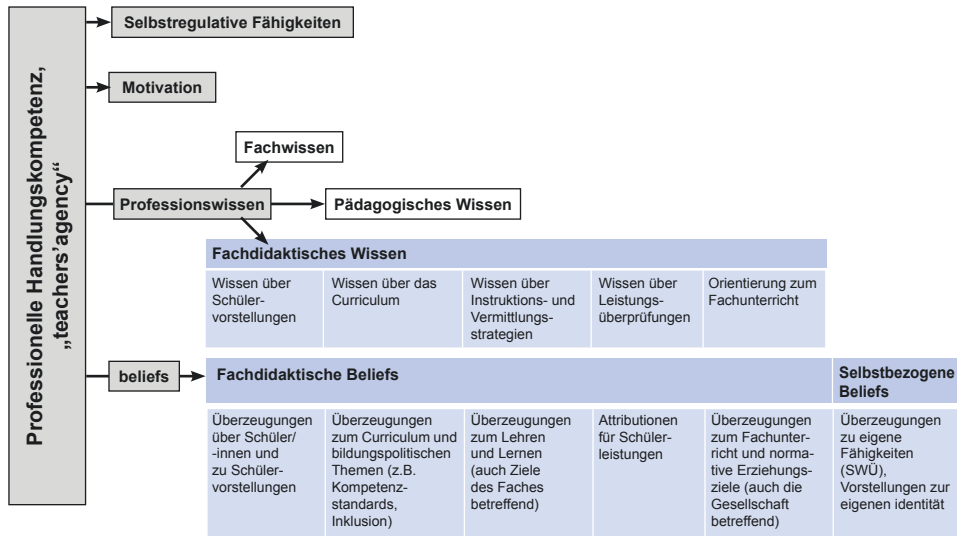 Professionelle Handlungskompetenz,
„teachers’agency“
Selbstregulative Fähigkeiten
Motivation
Fachwissen
Professionswissen
Pädagogisches Wissen
Fachdidaktisches Wissen
Wissen über
Schüler-
vorstellungen
Wissen über das
Curriculum
Wissen über
Instruktions- und
Vermittlungs-
strategien
Wissen über
Leistungs-
überprüfungen
Orientierung zum
Fachunterricht
beliefs
Fachdidaktische Beliefs
Selbstbezogene
Beliefs
Überzeugungen
über Schüler/
-innen und
zu Schüler-
vorstellungen
Überzeugungen
zum Curriculum und
bildungspolitischen
Themen (z.B.
Kompetenz-
standards,
Inklusion)
Überzeugungen
zum Lehren
und Lernen
(auch Ziele
des Faches
betreffend)
Attributionen
für Schüler-
leistungen
Überzeugungen
zum Fachunter-
richt und norma-
tive Erziehungs-
ziele (auch die
Gesellschaft
betreffend)
Überzeugungen
zu eigene
Fähigkeiten
(SWÜ),
Vorstellungen zur
eigenen identität